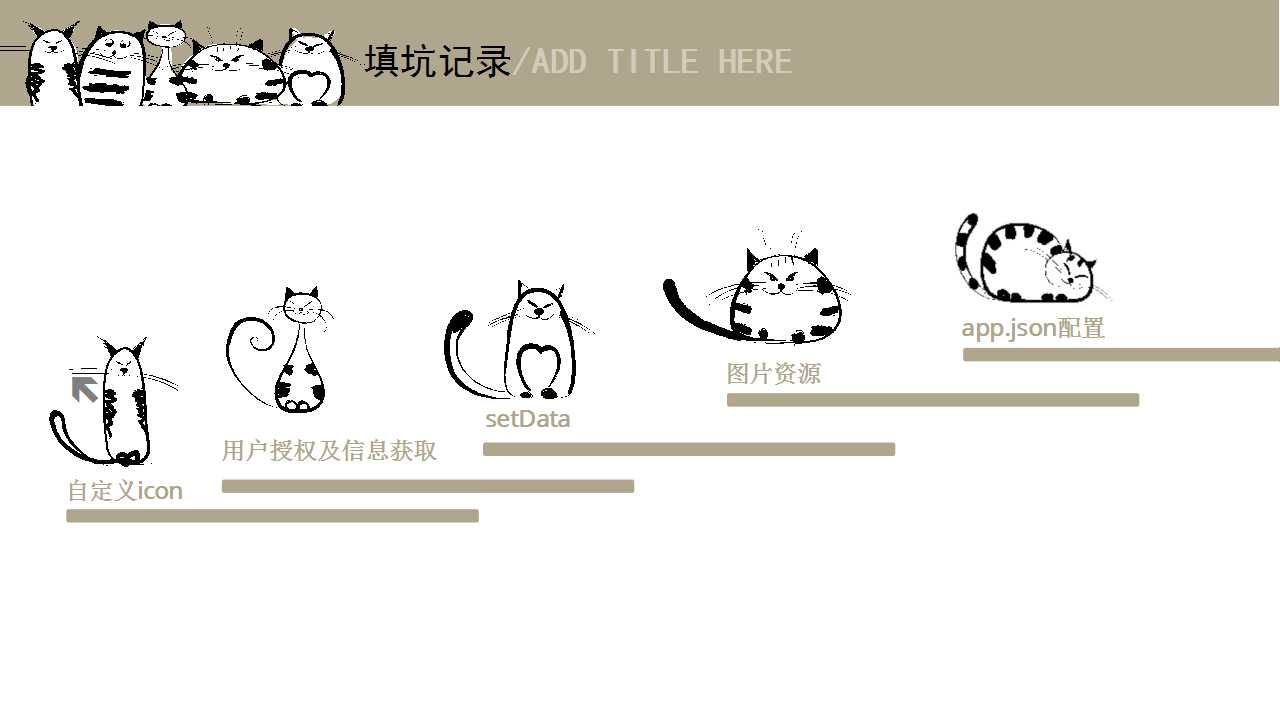 填坑记录/ADD TITLE HERE
自定义icon
用户授权及信息获取
setData
图片资源
app.json配置